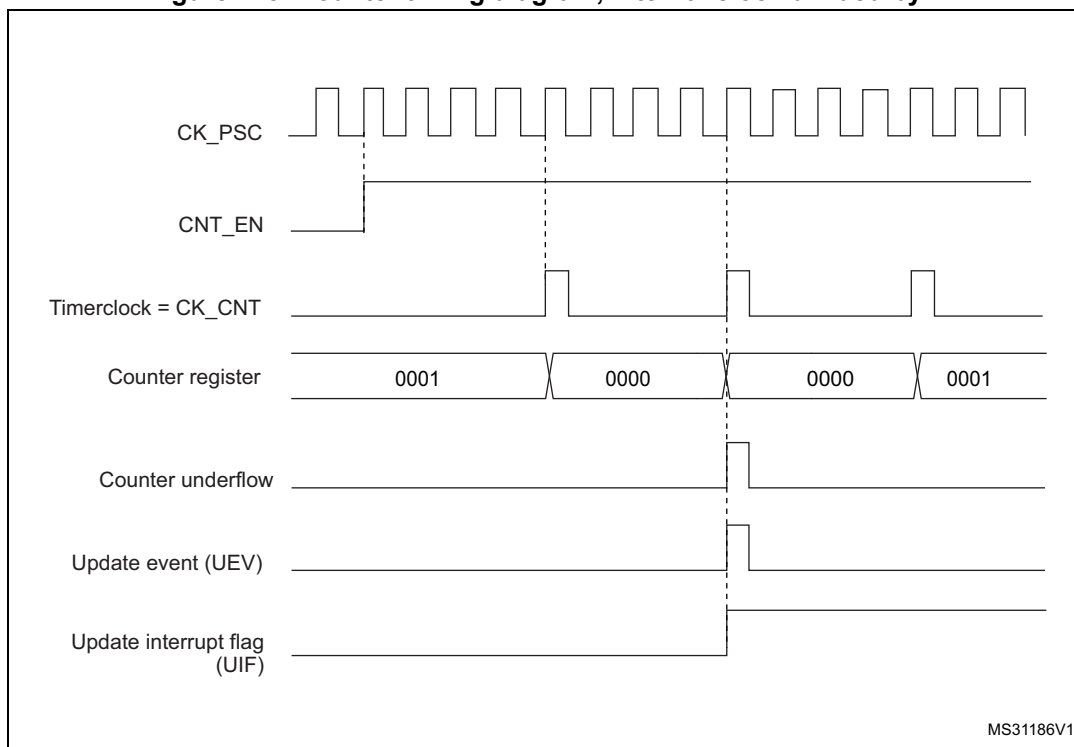 CK_PSC
CNT_EN
Timerclock = CK_CNT
Counter register
0001
0000
0000
0001
Counter underflow
Update event (UEV)
Update interrupt flag
(UIF)
MS31186V1